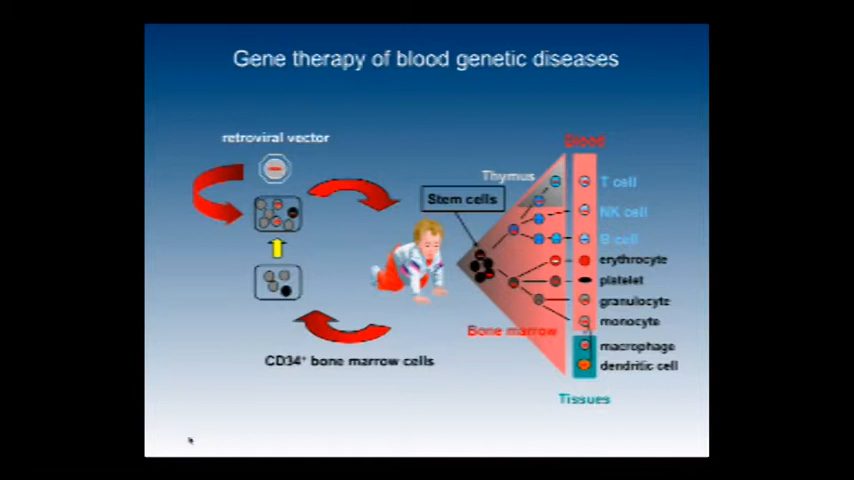 Gene therapy of blood genetic diseases
retroviral vector
Blood
Thymus
Stem cells
T cell
NK cell
B cell
erythrocyte
platelet
granulocyte
monocyte
Bone marrow
macrophage
dendritic cell
CD34⁺ bone marrow cells
Tissues